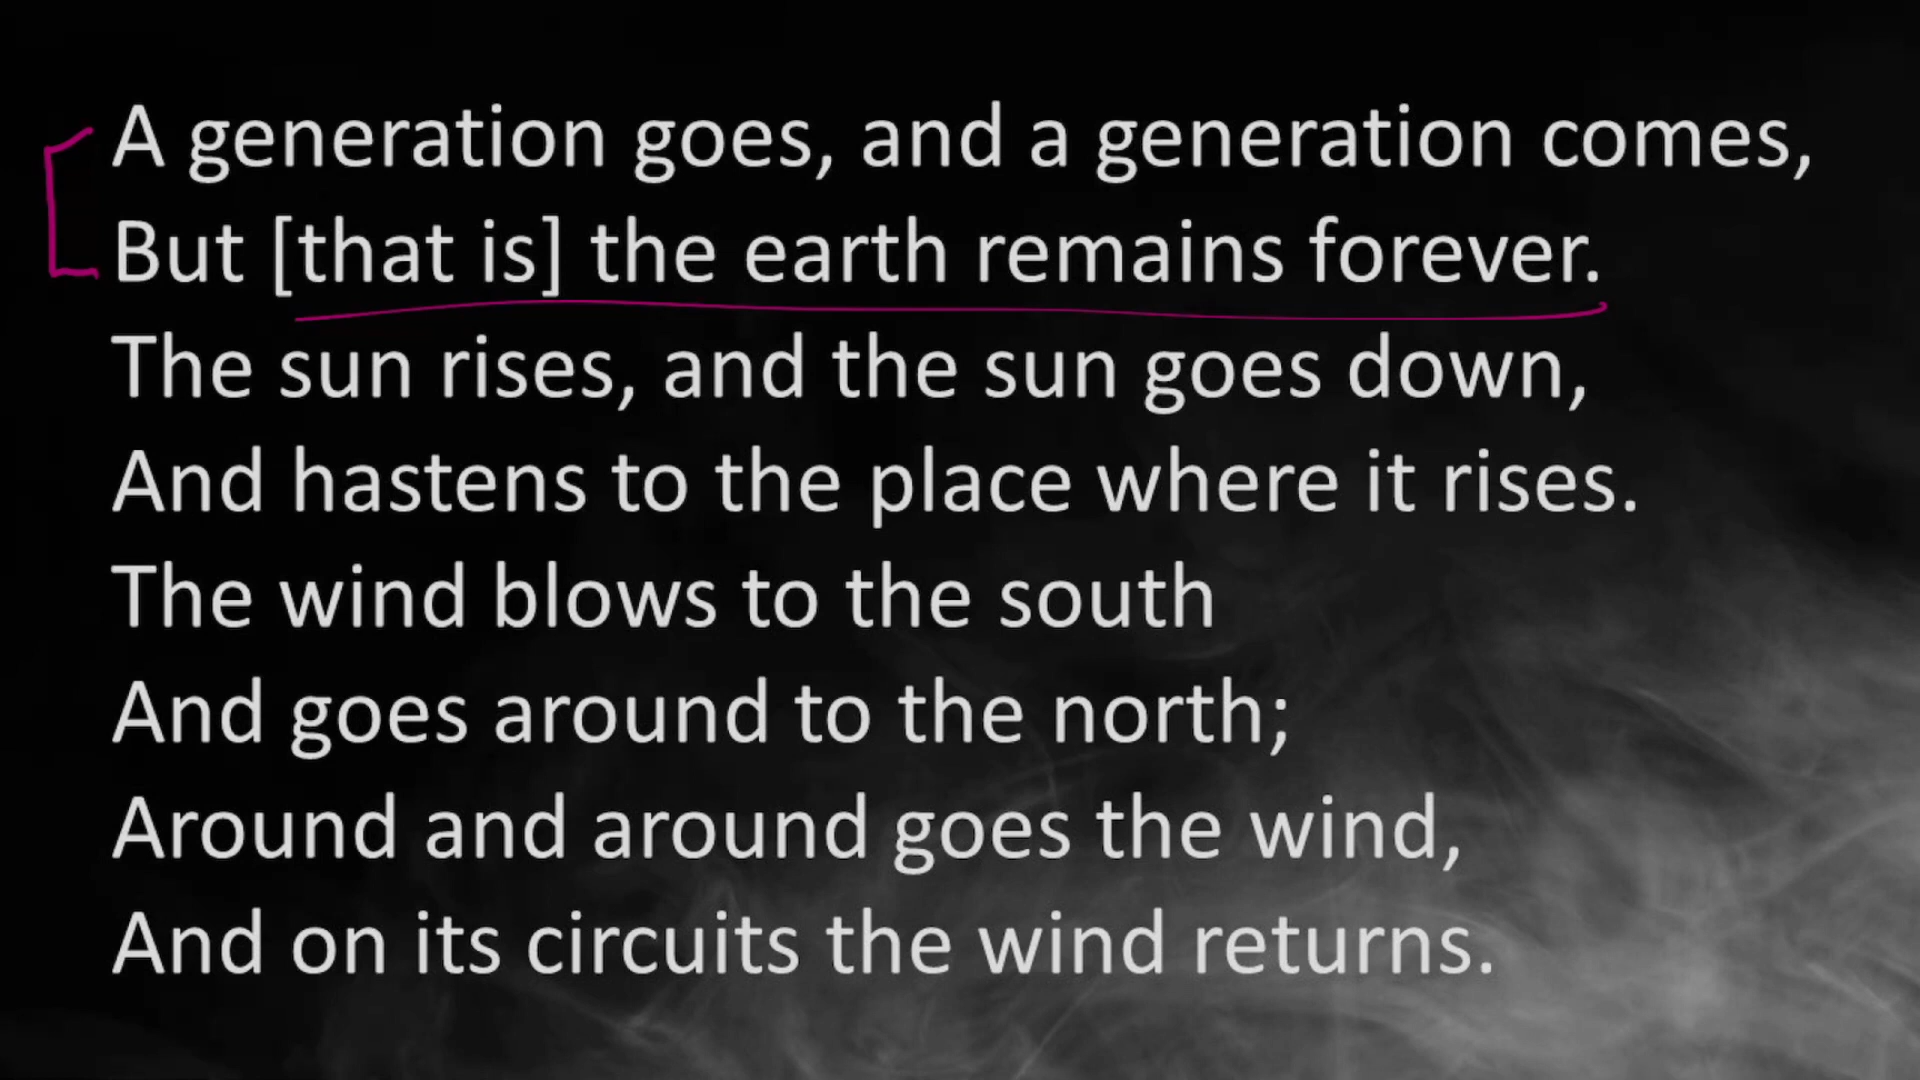 A generation goes, and a generation comes,
But [that is] the earth remains forever.
The sun rises, and the sun goes down,
And hastens to the place where it rises.
The wind blows to the south
And goes around to the north;
Around and around goes the wind,
And on its circuits the wind returns.